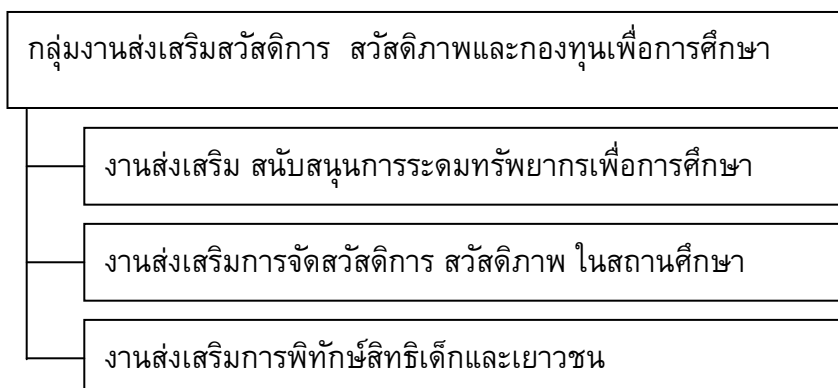 กลุ่มงานส่งเสริมสวัสดิการ สวัสดิภาพและกองทุนเพื่อการศึกษา
งานส่งเสริม สนับสนุนการระดมทรัพยากรเพื่อการศึกษา
งานส่งเสริมการจัดสวัสดิการ สวัสดิภาพ ในสถานศึกษา
งานส่งเสริมการพิทักษ์สิทธิเด็กและเยาวชน